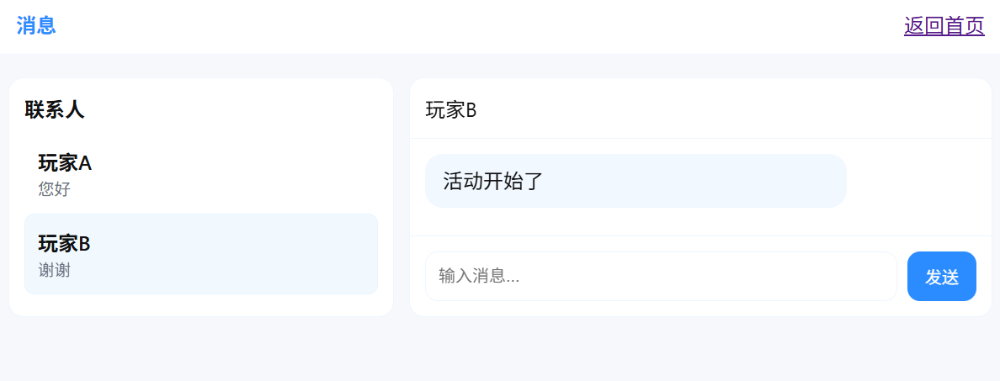 消息
返回首页
联系人
玩家A
您好
玩家B
谢谢
玩家B
活动开始了
输入消息...
发送